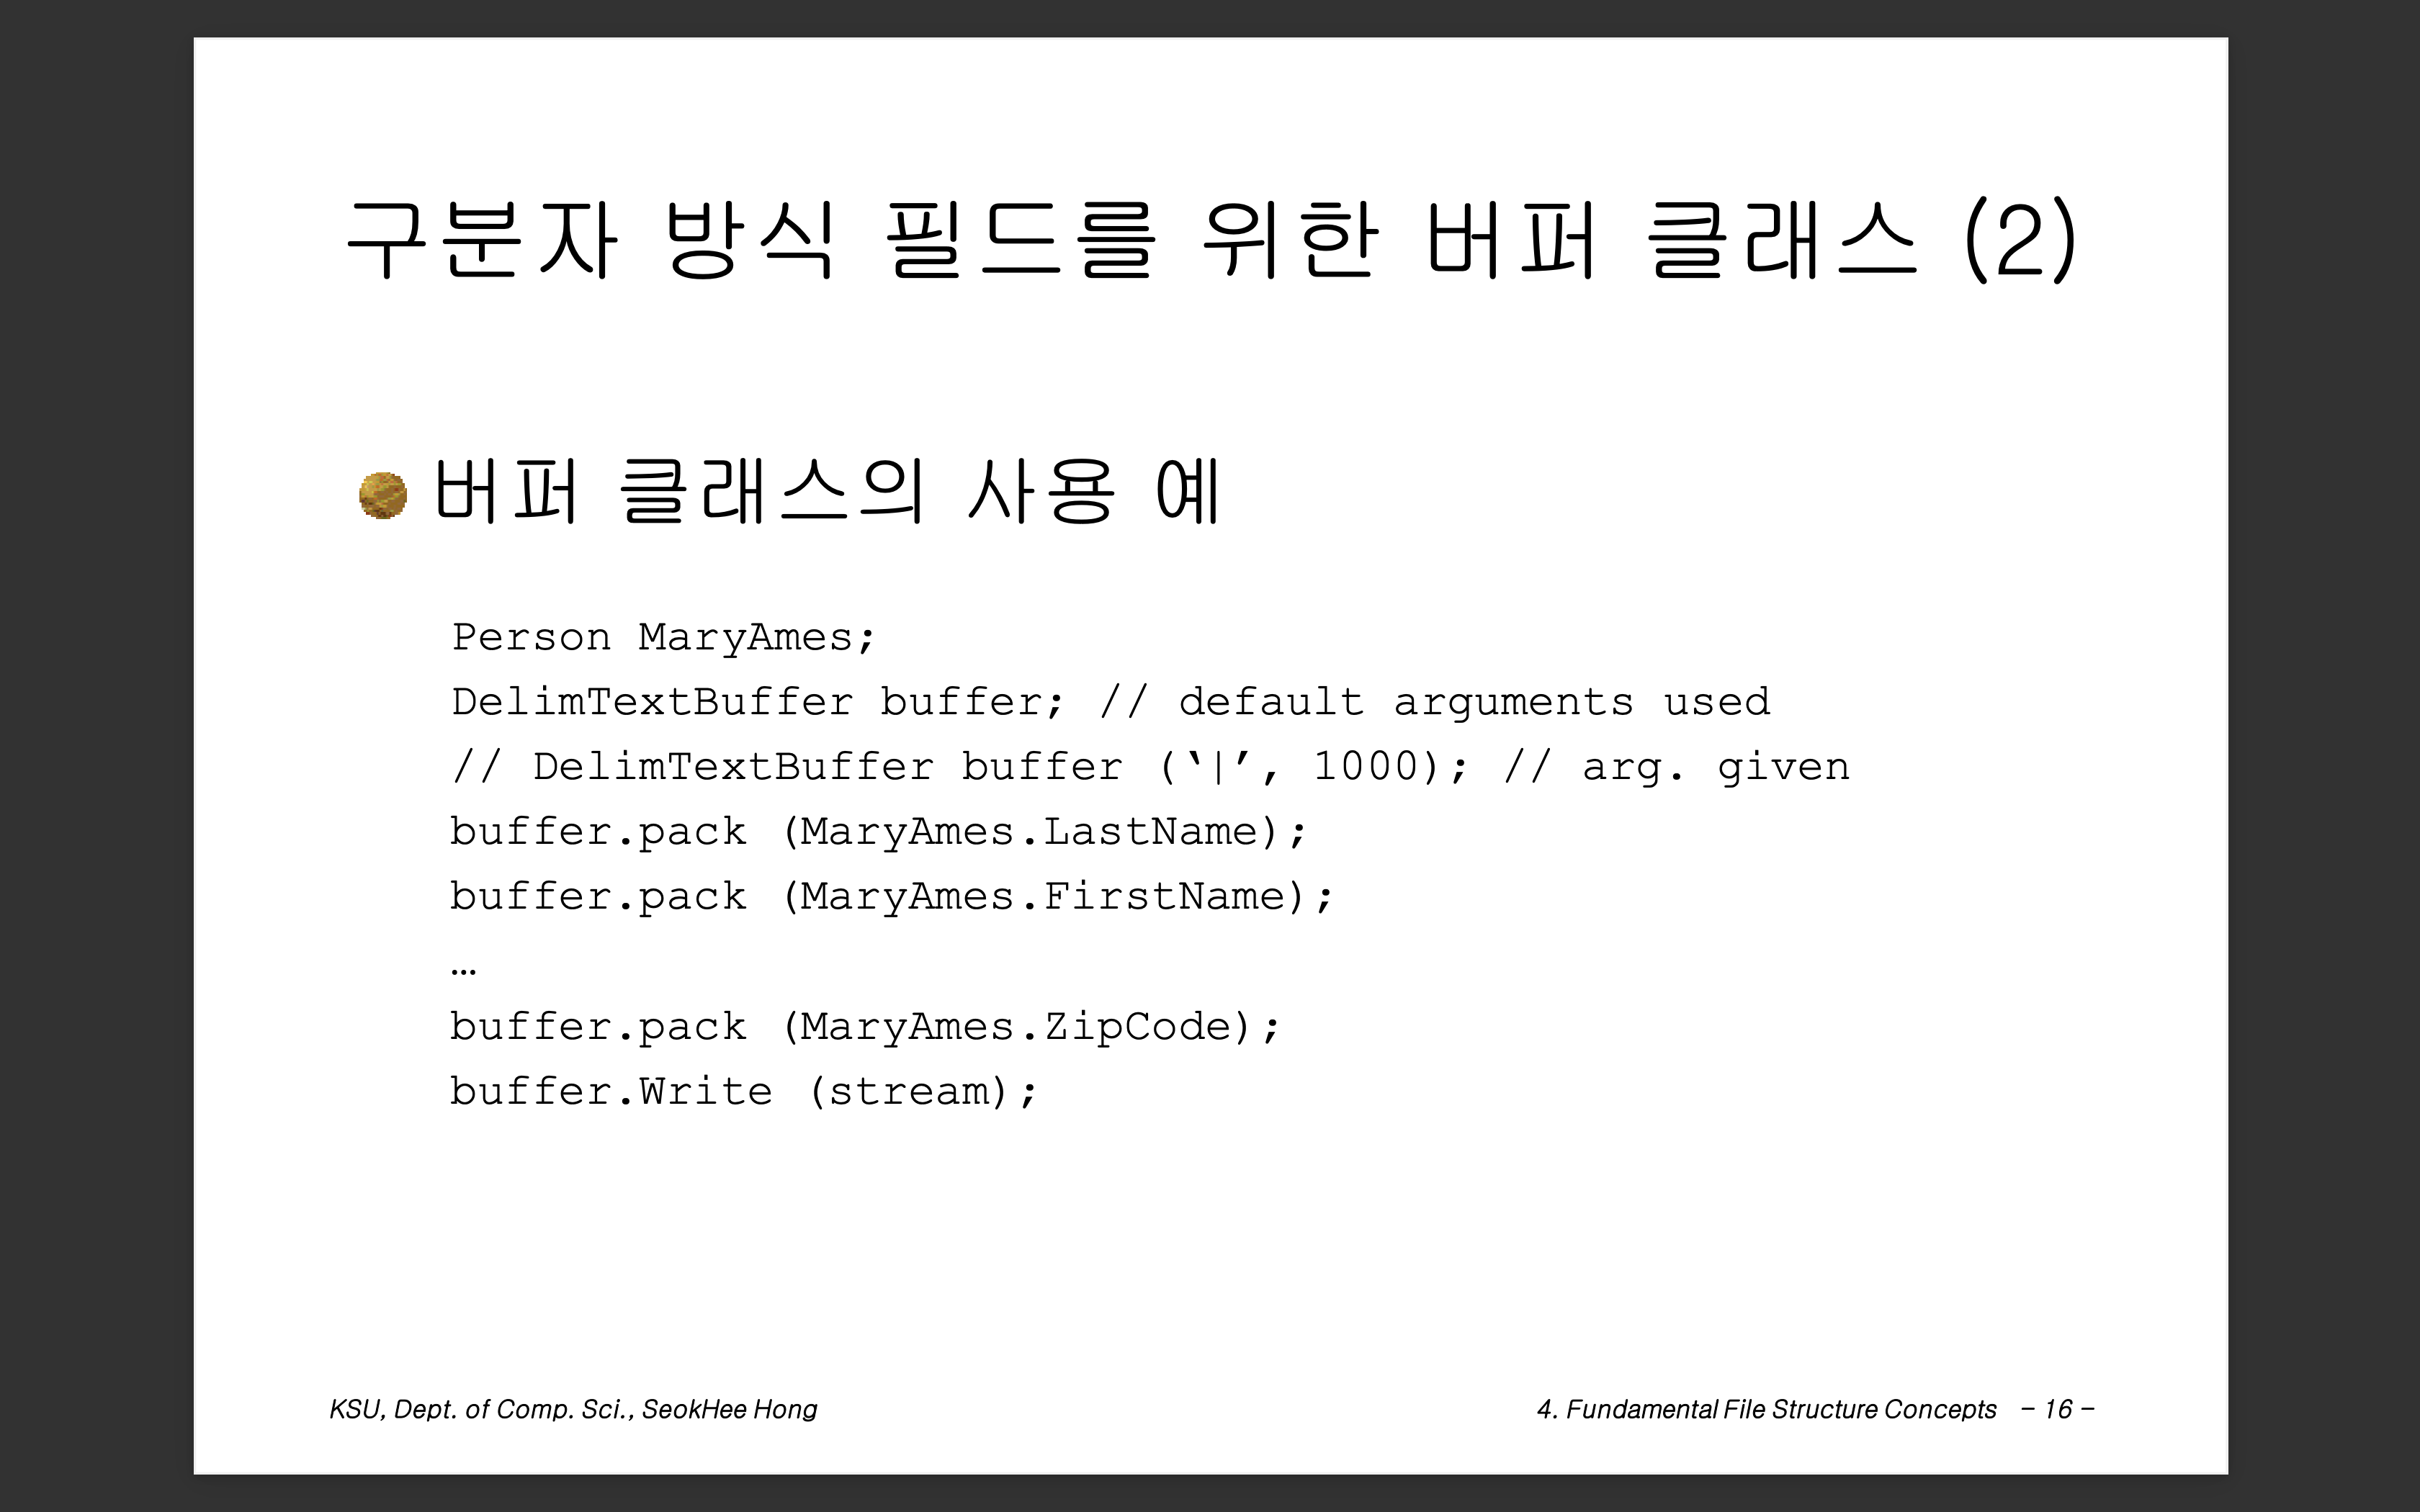 구분자 방식 필드를 위한 버퍼 클래스 (2)
버퍼 클래스의 사용 예
Person MaryAmes;
DelimTextBuffer buffer; // default arguments used
// DelimTextBuffer buffer (‘|’, 1000); // arg. given
buffer.pack (MaryAmes.LastName);
buffer.pack (MaryAmes.FirstName);
…
buffer.pack (MaryAmes.ZipCode);
buffer.Write (stream);
KSU, Dept. of Comp. Sci., SeokHee Hong
4. Fundamental File Structure Concepts – 16 –